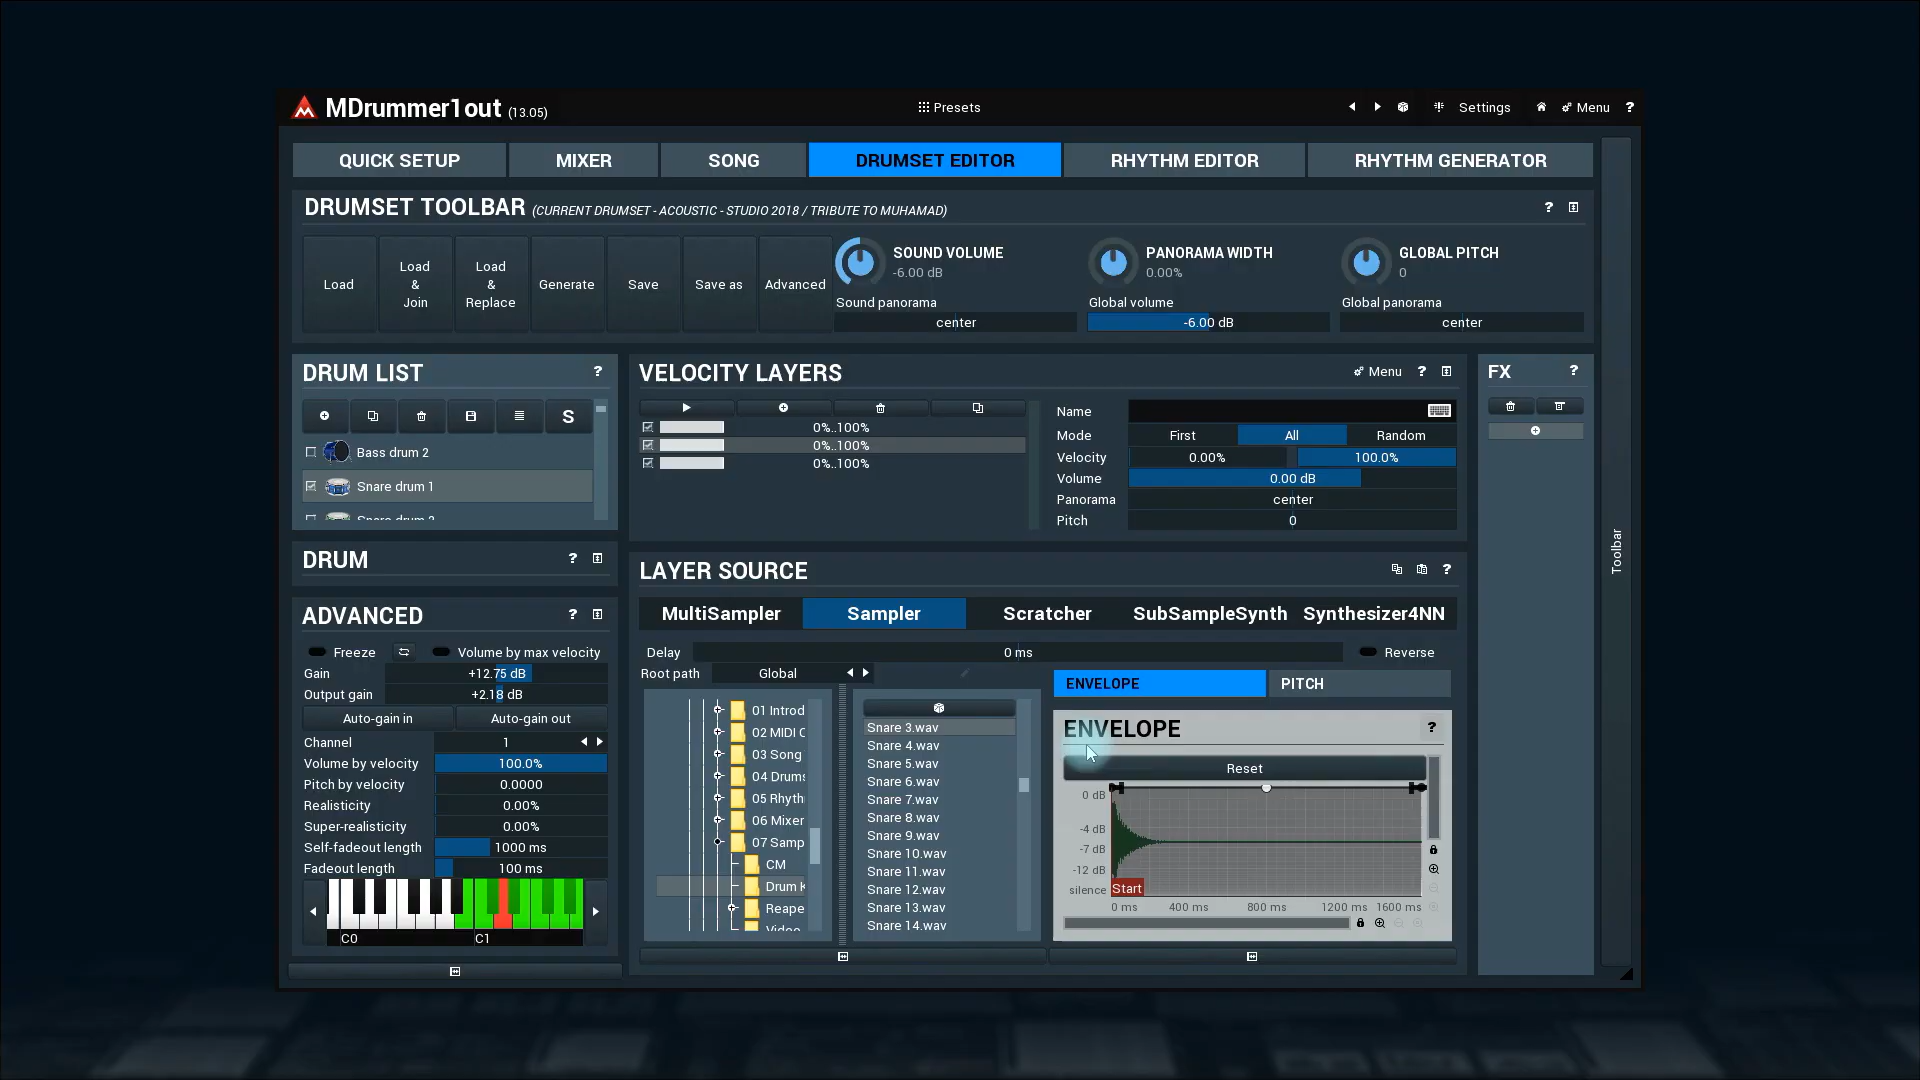 MDrummer1out (13.05)
Presets
Settings
Menu
?
QUICK SETUP
MIXER
SONG
DRUMSET EDITOR
RHYTHM EDITOR
RHYTHM GENERATOR
DRUMSET TOOLBAR (CURRENT DRUMSET - ACOUSTIC - STUDIO 2018 / TRIBUTE TO MUHAMAD)
?
Load
Load
&
Join
Load
&
Replace
Generate
Save
Save as
Advanced
SOUND VOLUME
-6.00 dB
Sound panorama
center
PANORAMA WIDTH
0.00%
Global volume
-6.00 dB
GLOBAL PITCH
0
Global panorama
center
DRUM LIST
?
S
Bass drum 2
Snare drum 1
Snare drum 2
DRUM
?
ADVANCED
?
Freeze
Volume by max velocity
Gain +12.75 dB
Output gain +2.18 dB
Auto-gain in
Auto-gain out
Channel 1
Volume by velocity 100.0%
Pitch by velocity 0.0000
Realisticity 0.00%
Super-realisticity 0.00%
Self-fadeout length 1000 ms
Fadeout length 100 ms
C0 C1
VELOCITY LAYERS
Menu
?
0%..100%
0%..100%
0%..100%
Name
Mode First All Random
Velocity 0.00% 100.0%
Volume 0.00 dB
Panorama center
Pitch 0
LAYER SOURCE
?
MultiSampler
Sampler
Scratcher
SubSampleSynth
Synthesizer4NN
Delay 0 ms
Reverse
Root path Global
01 Introd
02 MIDI C
03 Song
04 Drums
05 Rhyth
06 Mixer
07 Samp
CM
Drum K
Reape
Video
Snare 3.wav
Snare 4.wav
Snare 5.wav
Snare 6.wav
Snare 7.wav
Snare 8.wav
Snare 9.wav
Snare 10.wav
Snare 11.wav
Snare 12.wav
Snare 13.wav
Snare 14.wav
ENVELOPE
PITCH
ENVELOPE
?
Reset
0 dB
-4 dB
-7 dB
-12 dB
silence
Start
0 ms 400 ms 800 ms 1200 ms 1600 ms
FX
?
Toolbar